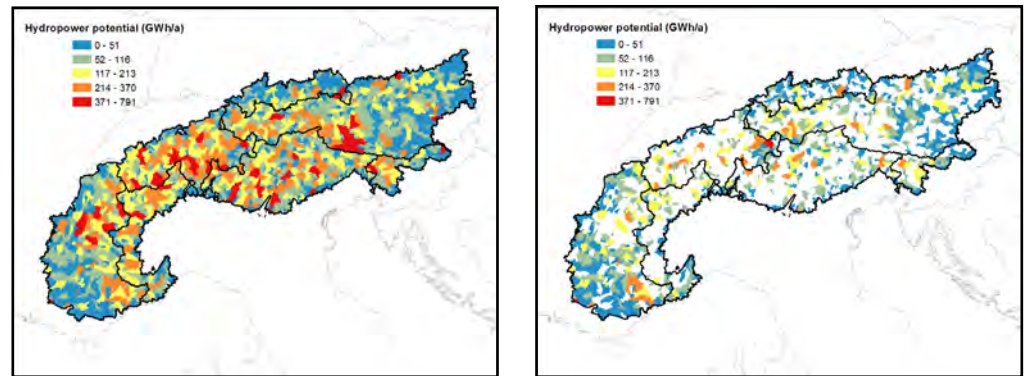 Hydropower potential (GWh/a)
0 - 51
52 - 116
117 - 213
214 - 370
371 - 791
Hydropower potential (GWh/a)
0 - 51
52 - 116
117 - 213
214 - 370
371 - 791